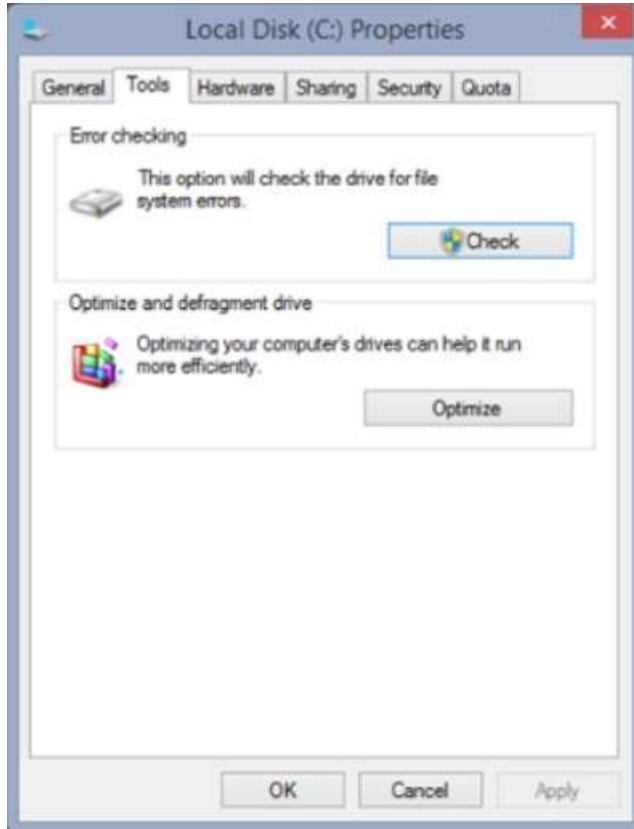 Local Disk (C:) Properties
General Tools Hardware Sharing Security Quota
Error checking
This option will check the drive for file
system errors.
Check
Optimize and defragment drive
Optimizing your computer's drives can help it run
more efficiently.
Optimize
OK Cancel Apply